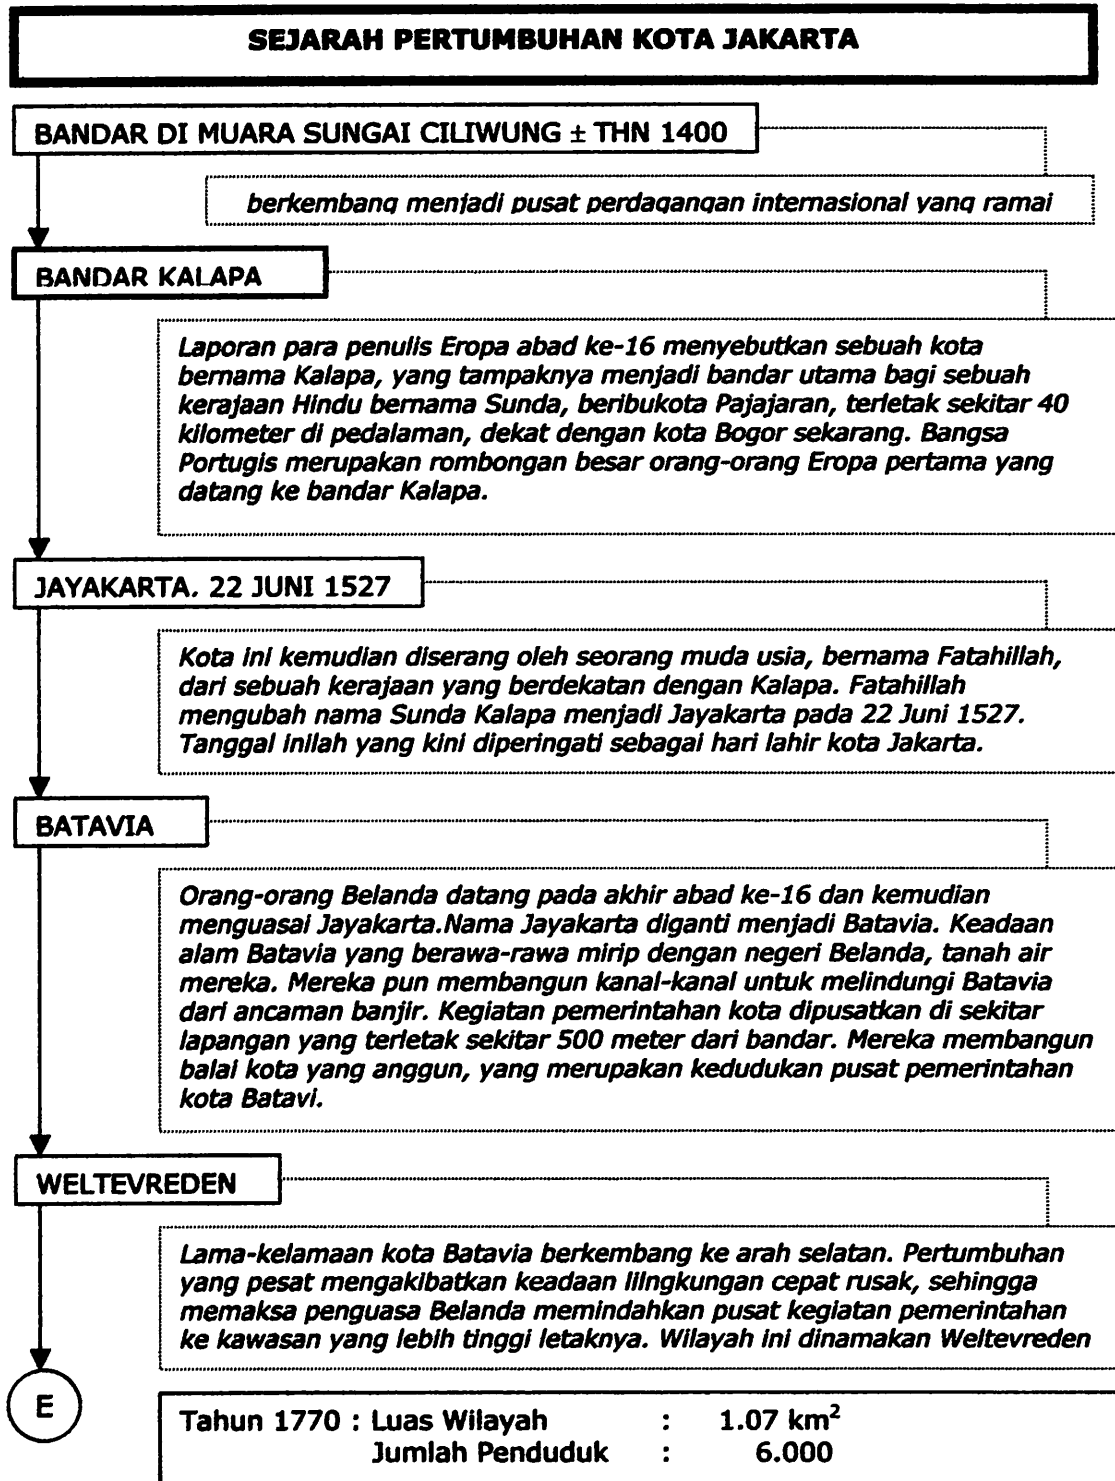 SEJARAH PERTUMBUHAN KOTA JAKARTA
BANDAR DI MUARA SUNGAI CILIWUNG ± THN 1400
berkembang menjadi pusat perdagangan internasional yang ramai
BANDAR KALAPA
Laporan para penulis Eropa abad ke-16 menyebutkan sebuah kota
bernama Kalapa, yang tampaknya menjadi bandar utama bagi sebuah
kerajaan Hindu bernama Sunda, beribukota Pajajaran, terletak sekitar 40
kilometer di pedalaman, dekat dengan kota Bogor sekarang. Bangsa
Portugis merupakan rombongan besar orang-orang Eropa pertama yang
datang ke bandar Kalapa.
JAYAKARTA. 22 JUNI 1527
Kota ini kemudian diserang oleh seorang muda usia, bernama Fatahillah,
dari sebuah kerajaan yang berdekatan dengan Kalapa. Fatahillah
mengubah nama Sunda Kalapa menjadi Jayakarta pada 22 Juni 1527.
Tanggal inilah yang kini diperingati sebagai hari lahir kota Jakarta.
BATAVIA
Orang-orang Belanda datang pada akhir abad ke-16 dan kemudian
menguasai Jayakarta.Nama Jayakarta diganti menjadi Batavia. Keadaan
alam Batavia yang berawa-rawa mirip dengan negeri Belanda, tanah air
mereka. Mereka pun membangun kanal-kanal untuk melindungi Batavia
dari ancaman banjir. Kegiatan pemerintahan kota dipusatkan di sekitar
lapangan yang terletak sekitar 500 meter dari bandar. Mereka membangun
balai kota yang anggun, yang merupakan kedudukan pusat pemerintahan
kota Batavi.
WELTEVREDEN
Lama-kelamaan kota Batavia berkembang ke arah selatan. Pertumbuhan
yang pesat mengakibatkan keadaan lilngkungan cepat rusak, sehingga
memaksa penguasa Belanda memindahkan pusat kegiatan pemerintahan
ke kawasan yang lebih tinggi letaknya. Wilayah ini dinamakan Weltevreden
E
Tahun 1770 : Luas Wilayah : 1.07 km²
Jumlah Penduduk : 6.000